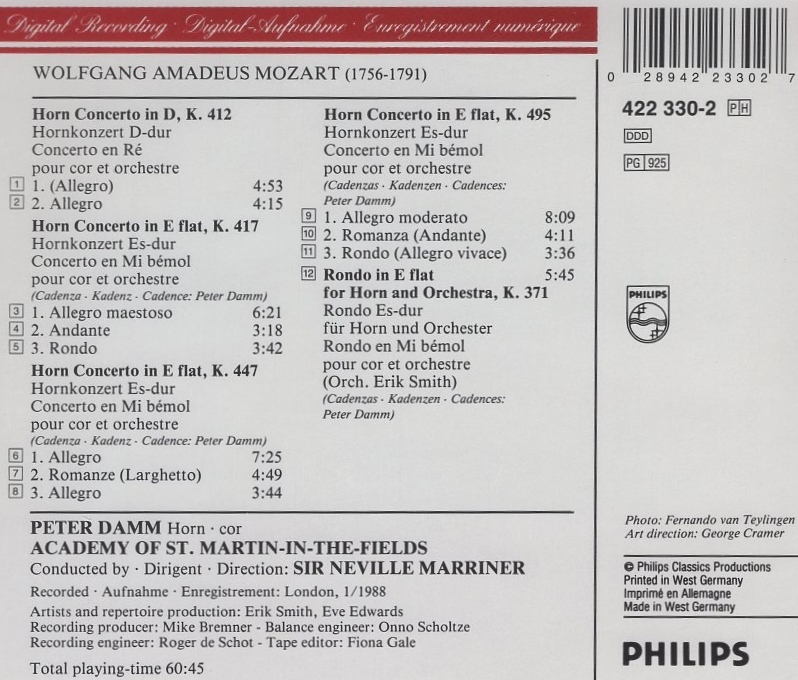 Digital Recording · Digital-Aufnahme · Enregistrement numérique
WOLFGANG AMADEUS MOZART (1756-1791)
Horn Concerto in D, K. 412
Hornkonzert D-dur
Concerto en Ré
pour cor et orchestre
1 1. (Allegro) 4:53
2 2. Allegro 4:15
Horn Concerto in E flat, K. 417
Hornkonzert Es-dur
Concerto en Mi bémol
pour cor et orchestre
(Cadenza · Kadenz · Cadence: Peter Damm)
3 1. Allegro maestoso 6:21
4 2. Andante 3:18
5 3. Rondo 3:42
Horn Concerto in E flat, K. 447
Hornkonzert Es-dur
Concerto en Mi bémol
pour cor et orchestre
(Cadenza · Kadenz · Cadence: Peter Damm)
6 1. Allegro 7:25
7 2. Romanze (Larghetto) 4:49
8 3. Allegro 3:44
Horn Concerto in E flat, K. 495
Hornkonzert Es-dur
Concerto en Mi bémol
pour cor et orchestre
(Cadenzas · Kadenzen · Cadences:
Peter Damm)
9 1. Allegro moderato 8:09
10 2. Romanza (Andante) 4:11
11 3. Rondo (Allegro vivace) 3:36
12 Rondo in E flat 5:45
for Horn and Orchestra, K. 371
Rondo Es-dur
für Horn und Orchester
Rondo en Mi bémol
pour cor et orchestre
(Orch. Erik Smith)
(Cadenzas · Kadenzen · Cadences:
Peter Damm)
PETER DAMM Horn · cor
ACADEMY OF ST. MARTIN-IN-THE-FIELDS
Conducted by · Dirigent · Direction: SIR NEVILLE MARRINER
Recorded · Aufnahme · Enregistrement: London, 1/1988
Artists and repertoire production: Erik Smith, Eve Edwards
Recording producer: Mike Bremner - Balance engineer: Onno Scholtze
Recording engineer: Roger de Schot - Tape editor: Fiona Gale
Total playing-time 60:45
0 28942 23302 7
422 330-2 P H
DDD
PG 925
PHILIPS
Photo: Fernando van Teylingen
Art direction: George Cramer
© Philips Classics Productions
Printed in West Germany
Imprimé en Allemagne
Made in West Germany
PHILIPS